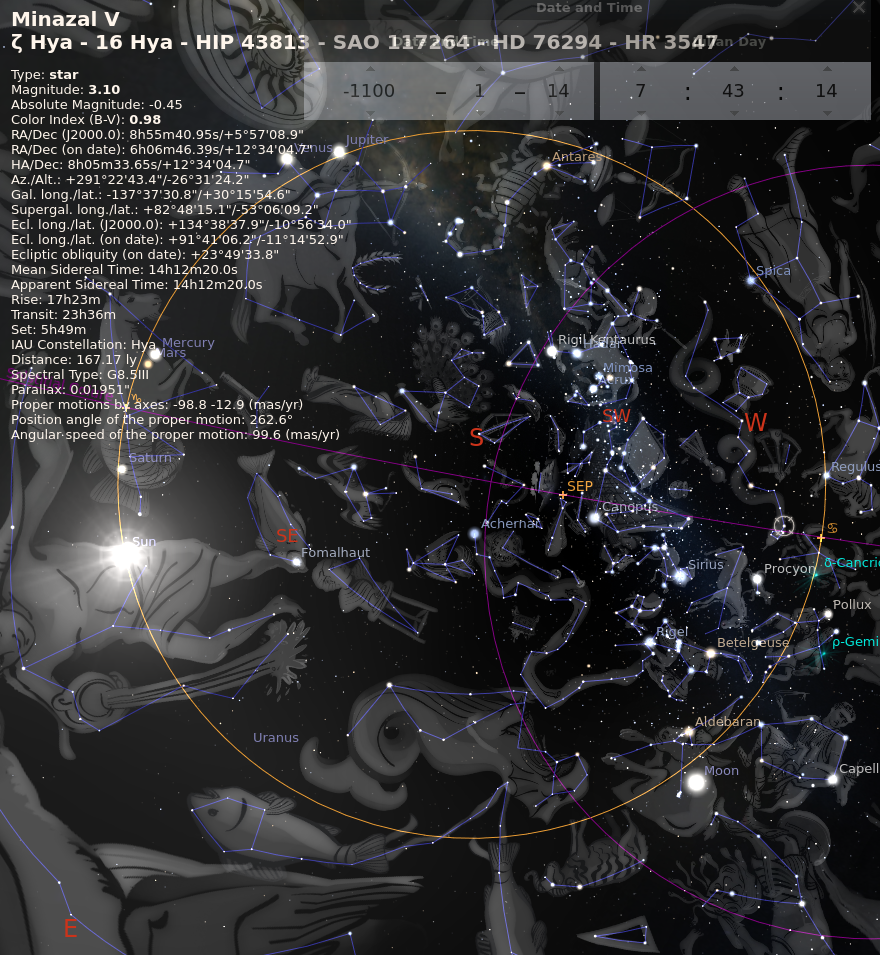 Date and Time
Minazal V
ζ Hya - 16 Hya - HIP 43813 - SAO 117264 - HD 76294 - HR 3547
Date and Time
Julian Day
-1100 – 1 – 14 7 : 43 : 14
Type: star
Magnitude: 3.10
Absolute Magnitude: -0.45
Color Index (B-V): 0.98
RA/Dec (J2000.0): 8h55m40.95s/+5°57'08.9"
RA/Dec (on date): 6h06m46.39s/+12°34'04.7"
HA/Dec: 8h05m33.65s/+12°34'04.7"
Az./Alt.: +291°22'43.4"/-26°31'24.2"
Gal. long./lat.: -137°37'30.8"/+30°15'54.6"
Supergal. long./lat.: +82°48'15.1"/-53°06'09.2"
Ecl. long./lat. (J2000.0): +134°38'37.9"/-10°56'34.0"
Ecl. long./lat. (on date): +91°41'06.2"/-11°14'52.9"
Ecliptic obliquity (on date): +23°49'33.8"
Mean Sidereal Time: 14h12m20.0s
Apparent Sidereal Time: 14h12m20.0s
Rise: 17h23m
Transit: 23h36m
Set: 5h49m
IAU Constellation: Hya
Distance: 167.17 ly
Spectral Type: G8.5III
Parallax: 0.01951"
Proper motions by axes: -98.8 -12.9 (mas/yr)
Position angle of the proper motion: 262.6°
Angular speed of the proper motion: 99.6 (mas/yr)
Venus
Jupiter
Antares
Spica
Mercury
Mars
Rigil Kentaurus
Hadar
Mimosa
Acrux
♑
SW
W
S
Saturn
Regulus
SEP
Canopus
Achernar
♋
Sun
SE
Fomalhaut
Sirius
Procyon
δ-Cancri
Pollux
Rigel
Betelgeuse
ρ-Gemi
Aldebaran
Uranus
Moon
Capell
E